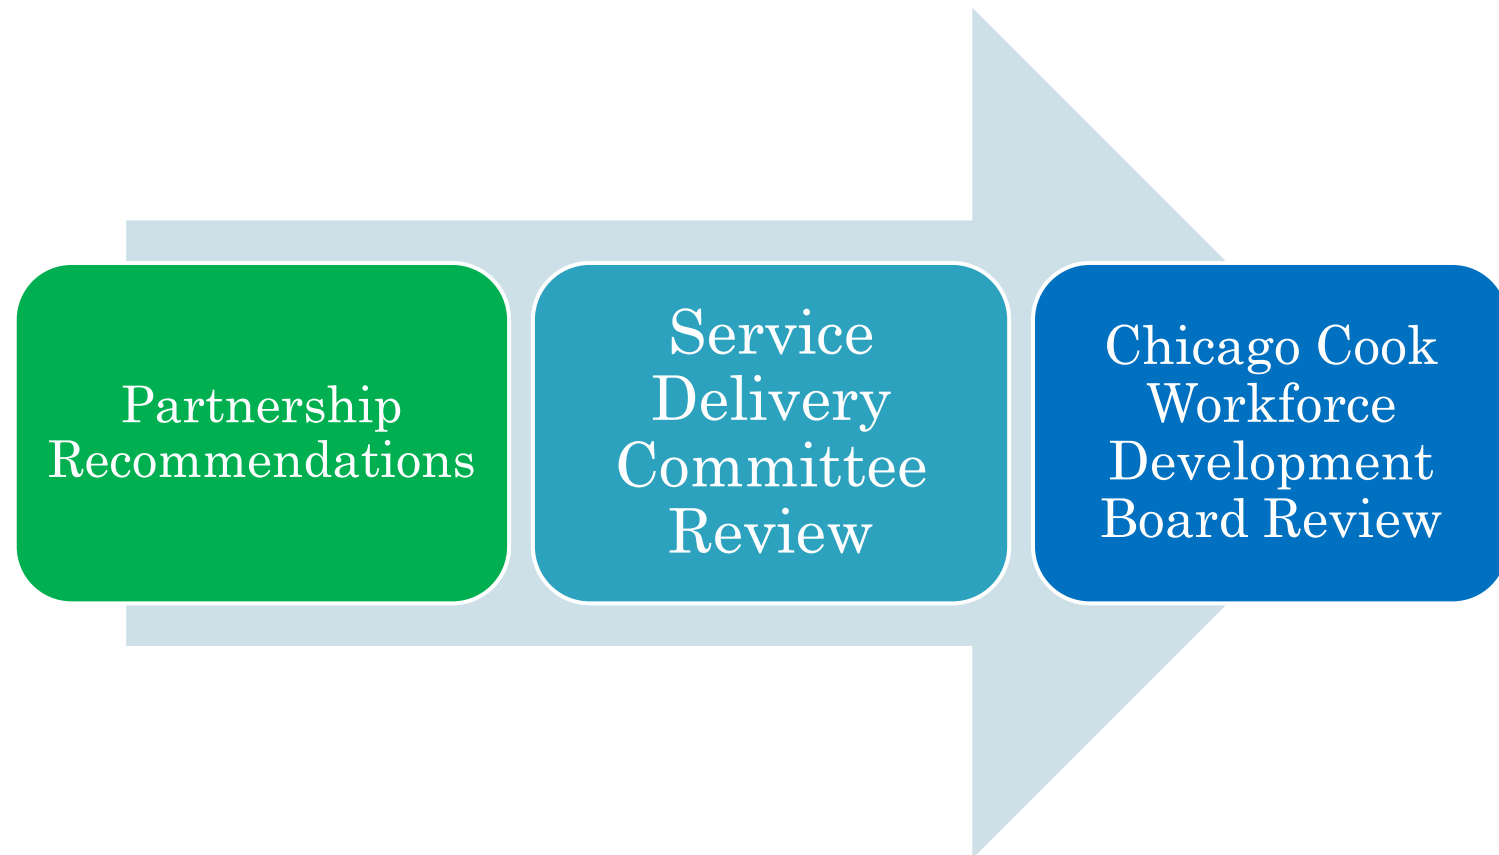 Partnership
Recommendations
Service
Delivery
Committee
Review
Chicago Cook
Workforce
Development
Board Review